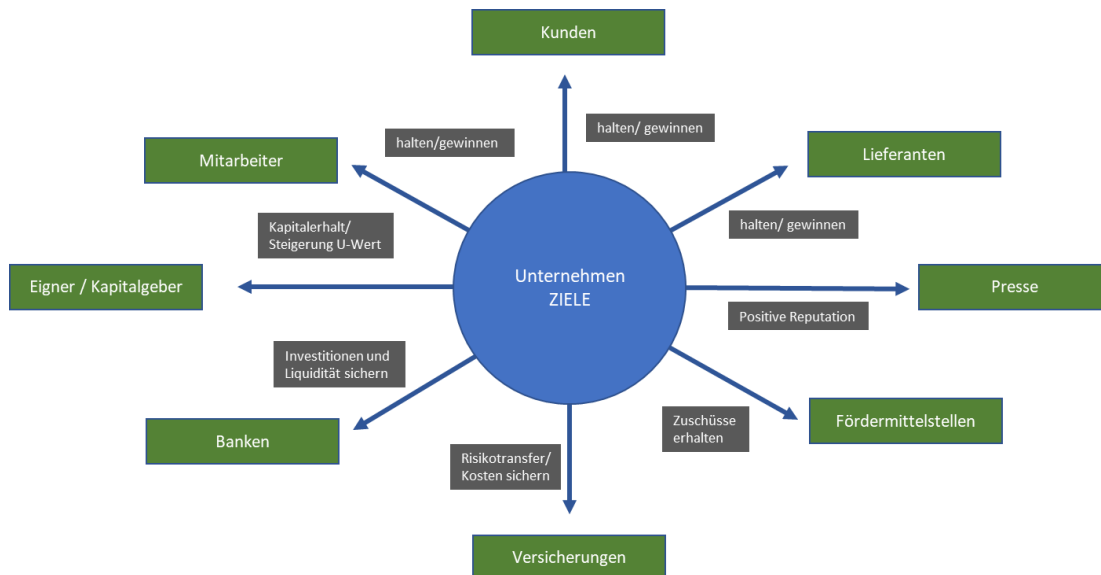 Kunden
halten/gewinnen
halten/ gewinnen
Mitarbeiter
Lieferanten
Kapitalerhalt/
Steigerung U-Wert
halten/ gewinnen
Eigner / Kapitalgeber
Unternehmen
ZIELE
Presse
Positive Reputation
Investitionen und
Liquidität sichern
Zuschüsse
erhalten
Banken
Fördermittelstellen
Risikotransfer/
Kosten sichern
Versicherungen